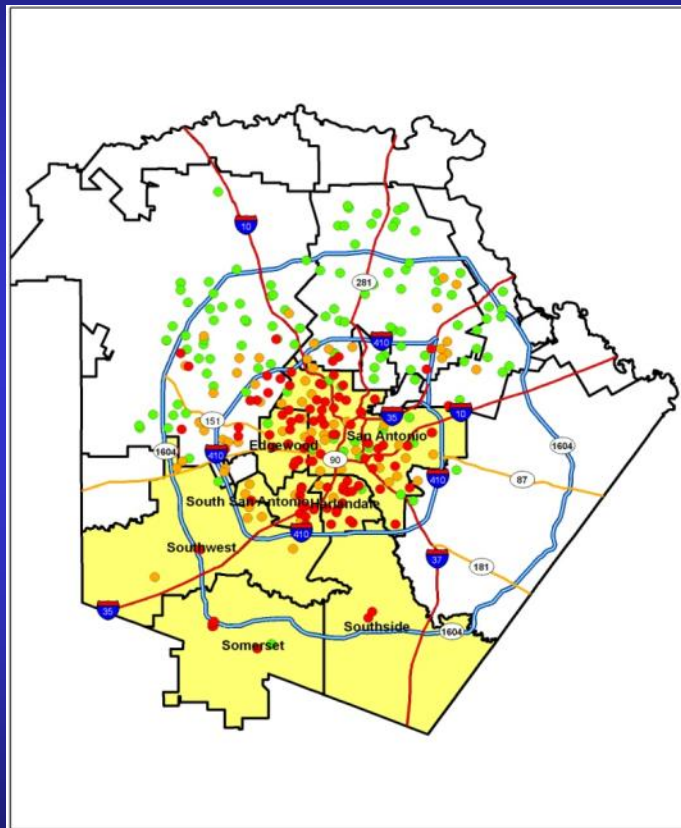 10
281
410
151
35
10
San Antonio
Edgewood
1604
410
90
1604
410
87
South San Antonio
Harlandale
410
Southwest
37
181
35
Southside
1604
Somerset